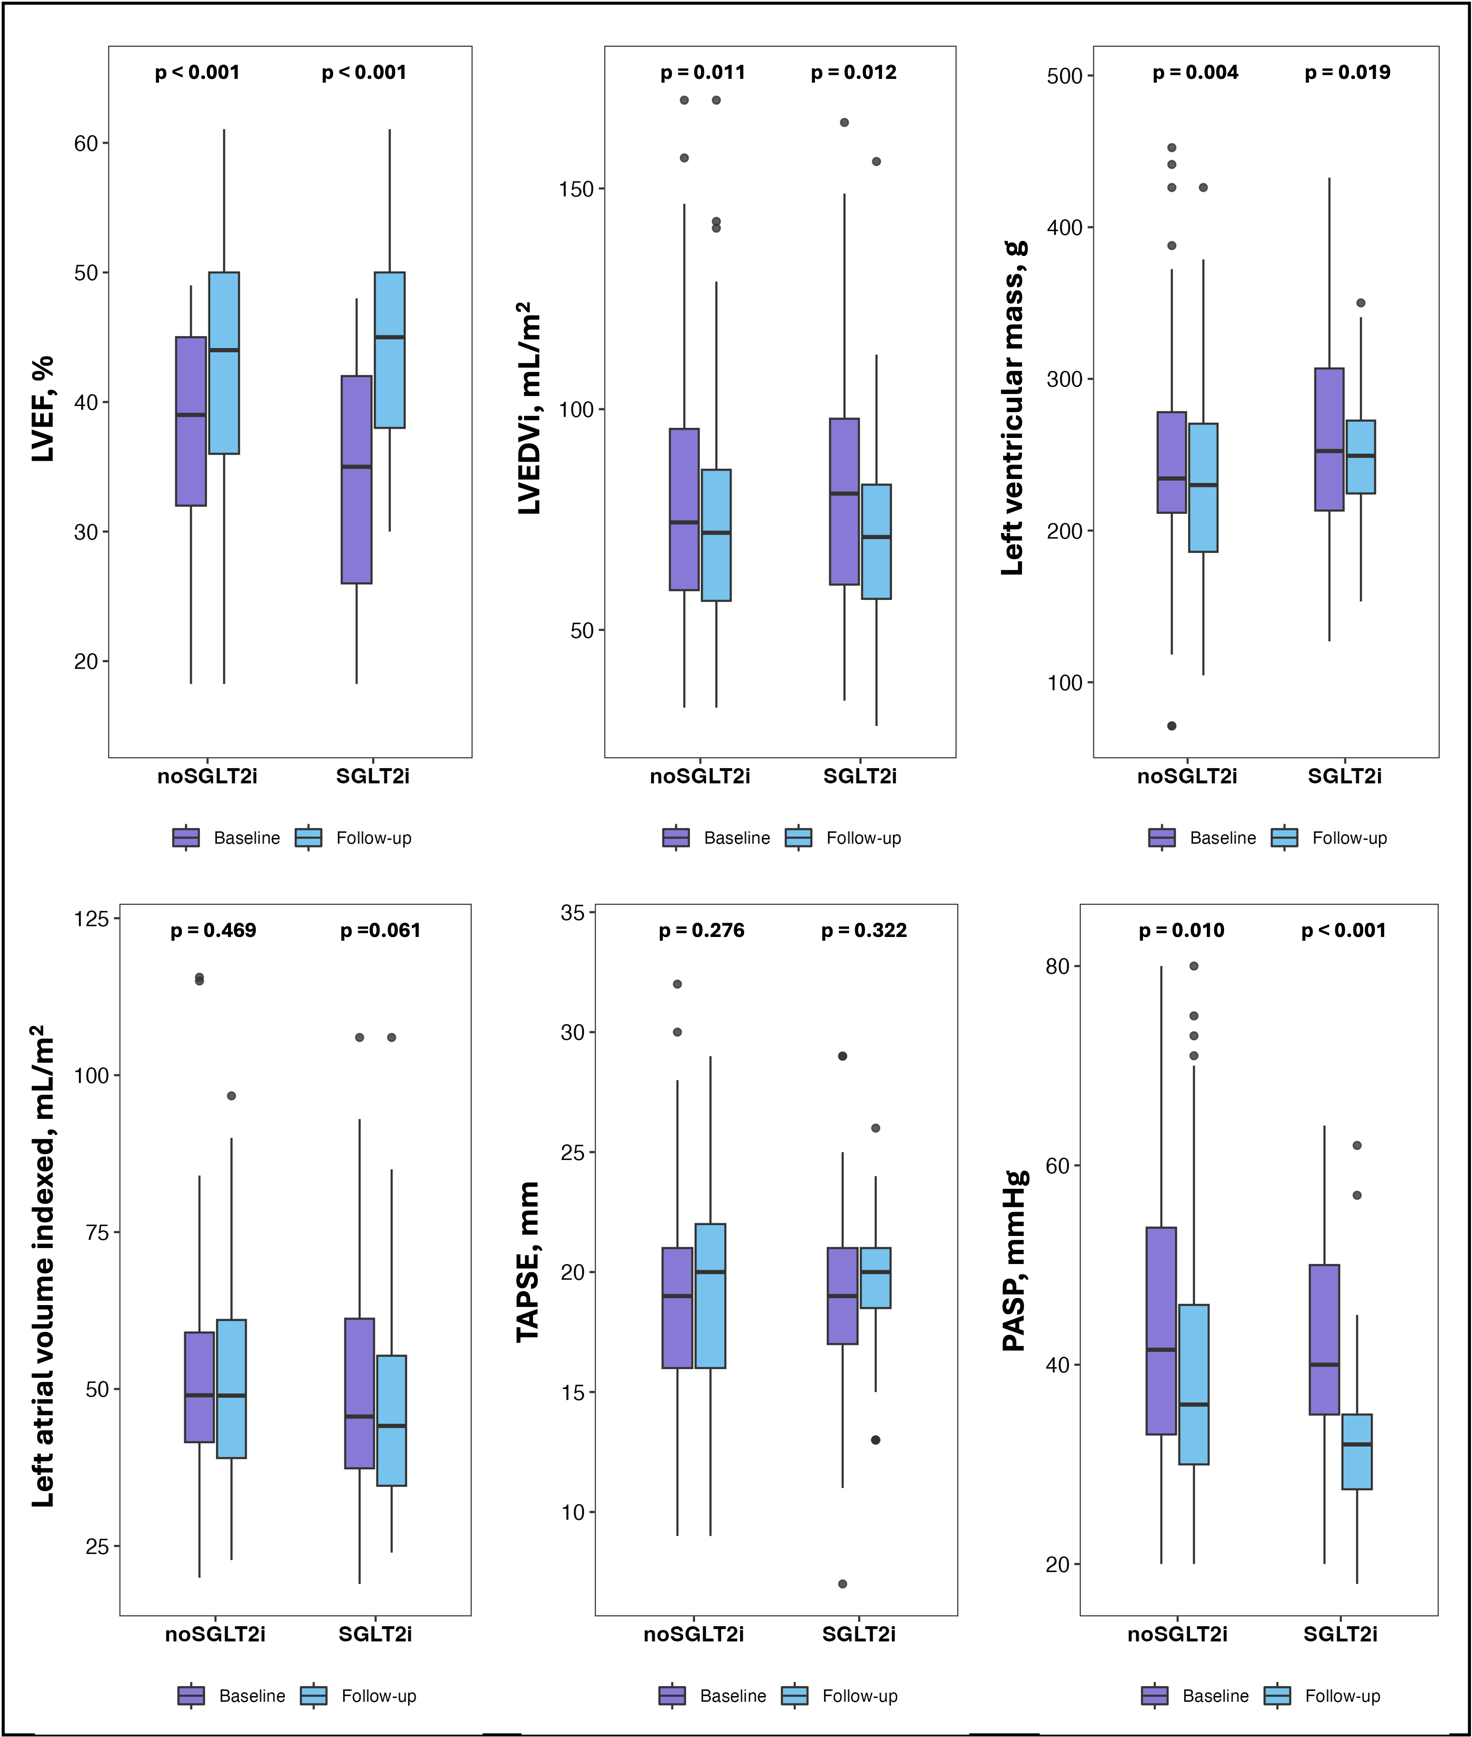 p < 0.001 p < 0.001
LVEF, %
60
50
40
30
20
noSGLT2i SGLT2i
Baseline Follow-up
p = 0.011 p = 0.012
LVEDVi, mL/m²
150
100
50
noSGLT2i SGLT2i
Baseline Follow-up
p = 0.004 p = 0.019
Left ventricular mass, g
500
400
300
200
100
noSGLT2i SGLT2i
Baseline Follow-up
p = 0.469 p =0.061
Left atrial volume indexed, mL/m²
125
100
75
50
25
noSGLT2i SGLT2i
Baseline Follow-up
p = 0.276 p = 0.322
TAPSE, mm
35
30
25
20
15
10
noSGLT2i SGLT2i
Baseline Follow-up
p = 0.010 p < 0.001
PASP, mmHg
80
60
40
20
noSGLT2i SGLT2i
Baseline Follow-up